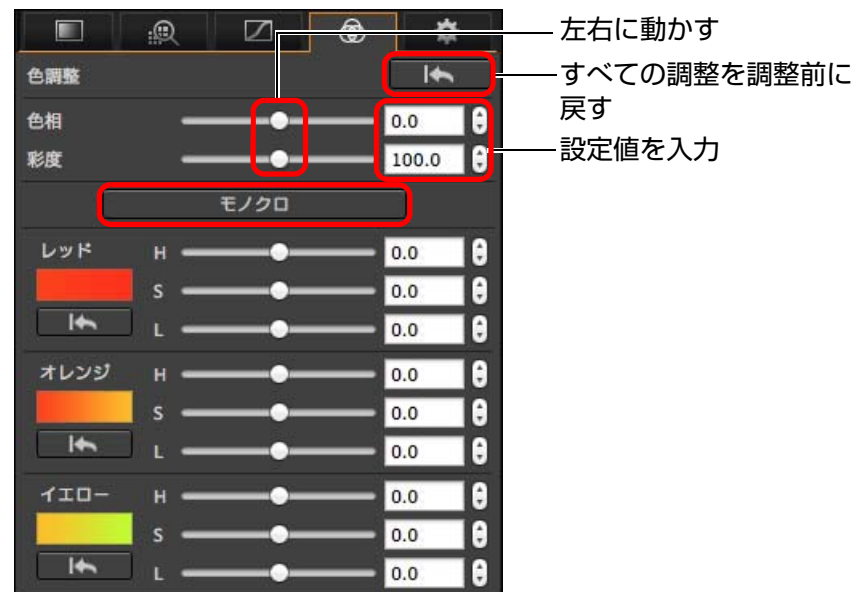 左右に動かす
色調整
すべての調整を調整前に
戻す
色相 0.0
彩度 100.0
設定値を入力
モノクロ
レッド H 0.0
S 0.0
L 0.0
オレンジ H 0.0
S 0.0
L 0.0
イエロー H 0.0
S 0.0
L 0.0